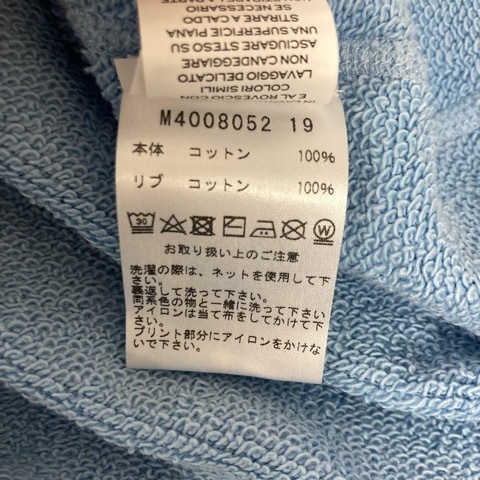 SE NECESSARIO
STIRARE A CALDO
UNA SUPERFICIE PIANA
ASCIUGARE STESO SU
NON CANDEGGIARE
LAVAGGIO DELICATO
COLORI SIMILI
E AL ROVESCIO CON
M4008052 19
本体 コットン 100%
リブ コットン 100%
30 W
お取り扱い上のご注意
洗濯の際は、ネットを使用して下
さい。
裏返して洗って下さい。
同系色の物と一緒に洗って下さい
アイロンは当て布をしてかけて下
さい。
プリント部分にアイロンをかけな
いで下さい。